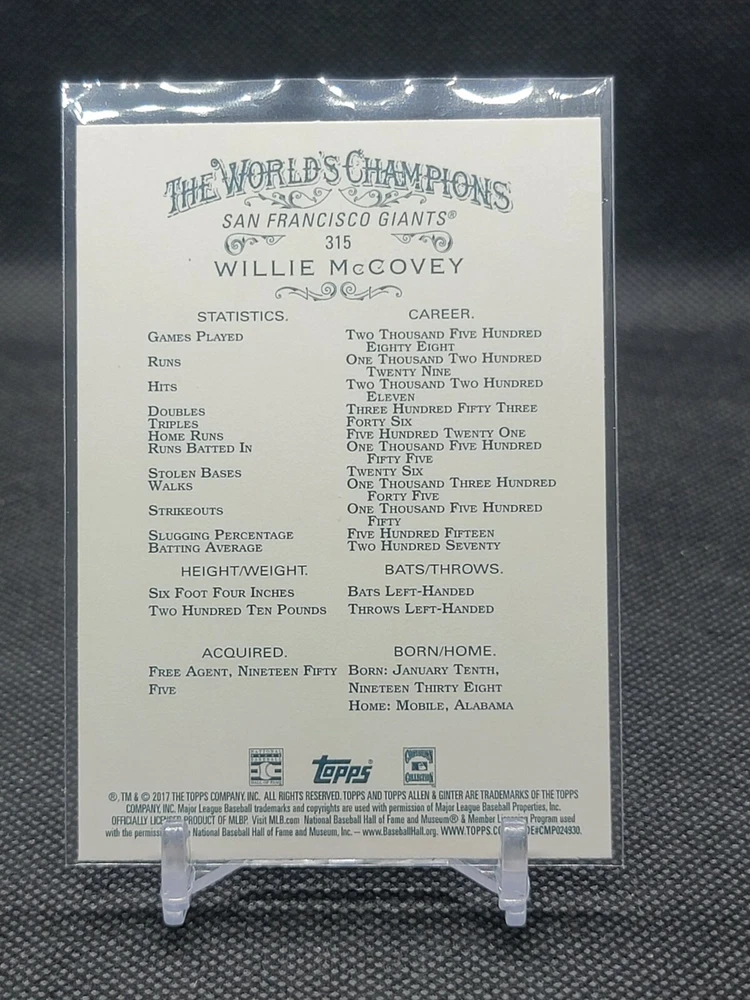 THE WORLD'S CHAMPIONS
SAN FRANCISCO GIANTS®
315
WILLIE McCOVEY
STATISTICS. CAREER.
GAMES PLAYED TWO THOUSAND FIVE HUNDRED
EIGHTY EIGHT
RUNS ONE THOUSAND TWO HUNDRED
TWENTY NINE
HITS TWO THOUSAND TWO HUNDRED
ELEVEN
DOUBLES THREE HUNDRED FIFTY THREE
TRIPLES FORTY SIX
HOME RUNS FIVE HUNDRED TWENTY ONE
RUNS BATTED IN ONE THOUSAND FIVE HUNDRED
FIFTY FIVE
STOLEN BASES TWENTY SIX
WALKS ONE THOUSAND THREE HUNDRED
FORTY FIVE
STRIKEOUTS ONE THOUSAND FIVE HUNDRED
FIFTY
SLUGGING PERCENTAGE FIVE HUNDRED FIFTEEN
BATTING AVERAGE TWO HUNDRED SEVENTY
HEIGHT/WEIGHT. BATS/THROWS.
SIX FOOT FOUR INCHES BATS LEFT-HANDED
TWO HUNDRED TEN POUNDS THROWS LEFT-HANDED
ACQUIRED. BORN/HOME.
FREE AGENT, NINETEEN FIFTY BORN: JANUARY TENTH,
FIVE NINETEEN THIRTY EIGHT
HOME: MOBILE, ALABAMA
topps
®, TM & © 2017 THE TOPPS COMPANY, INC. ALL RIGHTS RESERVED. TOPPS AND TOPPS ALLEN & GINTER ARE TRADEMARKS OF THE TOPPS
COMPANY, INC. Major League Baseball trademarks and copyrights are used with permission of Major League Baseball Properties, Inc.
OFFICIALLY LICENSED PRODUCT OF MLBP. Visit MLB.com National Baseball Hall of Fame and Museum® & Member Licensing Program used
with the National Baseball Hall of Fame and Museum, Inc. – www.BaseballHall.org. WWW.TOPPS. #CMP024930.